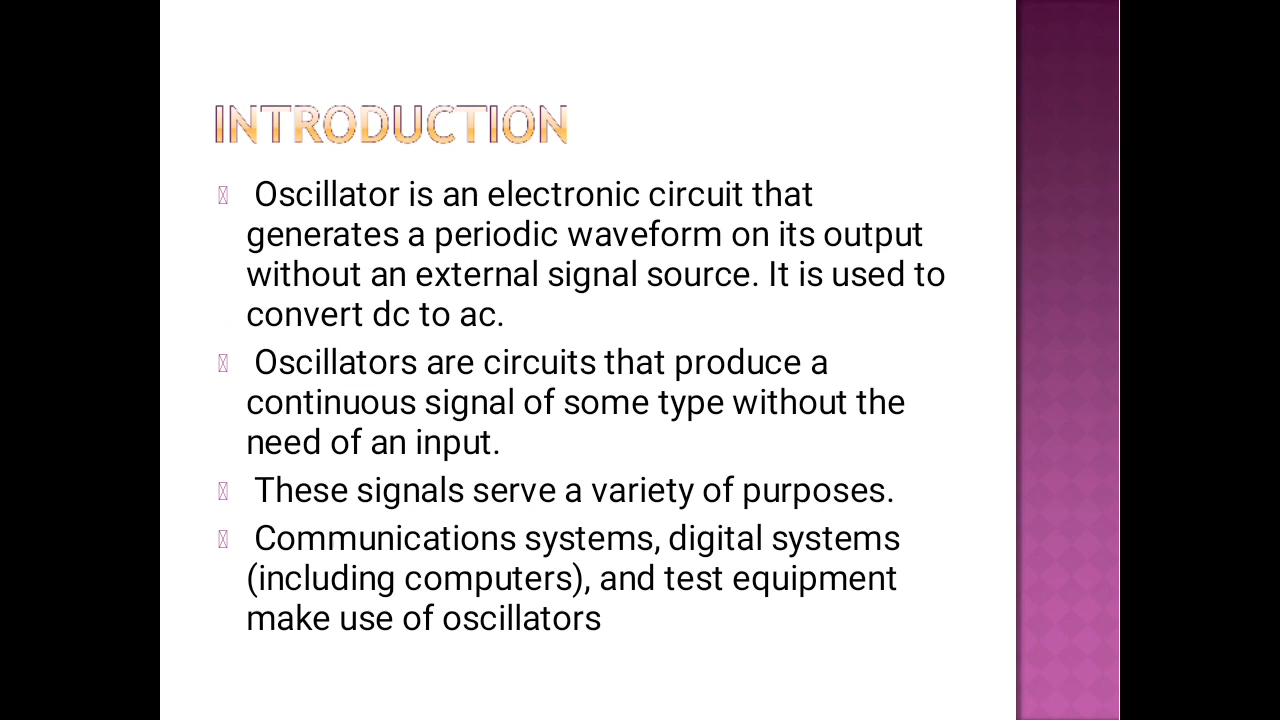 INTRODUCTION
Oscillator is an electronic circuit that
generates a periodic waveform on its output
without an external signal source. It is used to
convert dc to ac.
Oscillators are circuits that produce a
continuous signal of some type without the
need of an input.
These signals serve a variety of purposes.
Communications systems, digital systems
(including computers), and test equipment
make use of oscillators